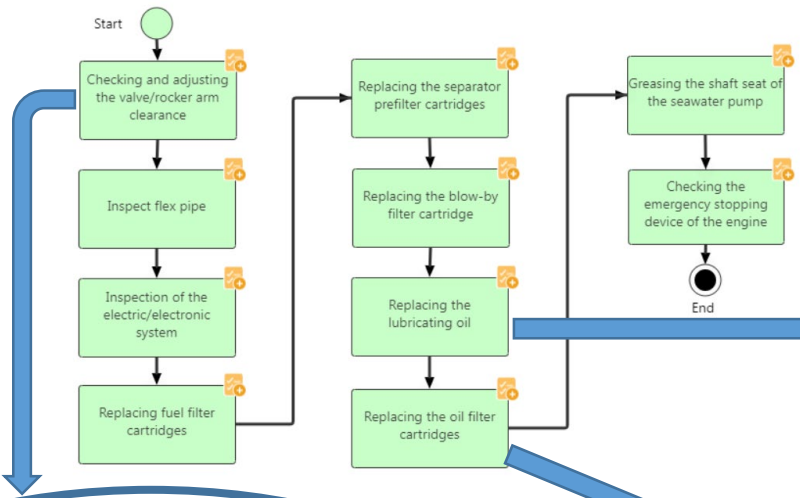 Start
Checking and adjusting
the valve/rocker arm
clearance
Inspect flex pipe
Inspection of the
electric/electronic
system
Replacing fuel filter
cartridges
Replacing the separator
prefilter cartridges
Replacing the blow-by
filter cartridge
Replacing the
lubricating oil
Replacing the oil filter
cartridges
Greasing the shaft seat of
the seawater pump
Checking the
emergency stopping
device of the engine
End